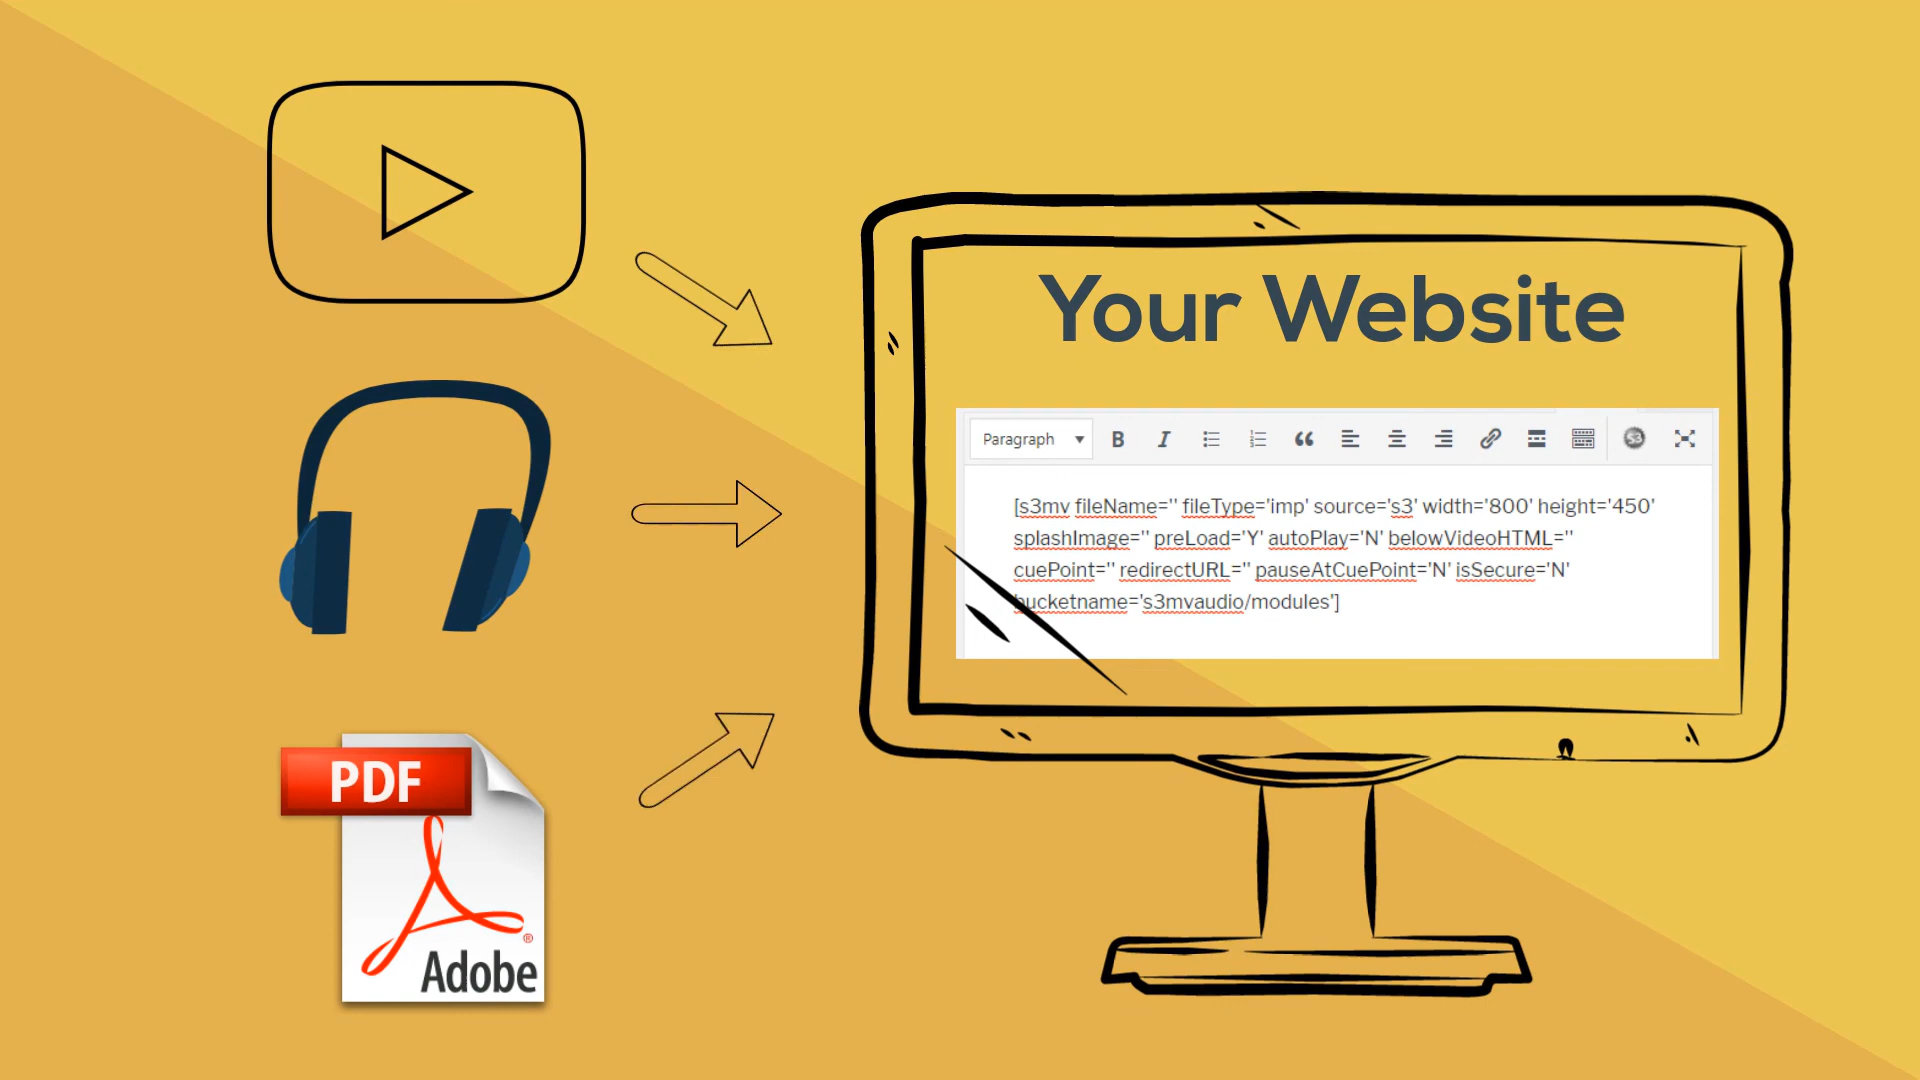 Your Website
Paragraph
[s3mv fileName='' fileType='imp' source='s3' width='800' height='450'
splashImage='' preLoad='Y' autoPlay='N' belowVideoHTML=''
cuePoint='' redirectURL='' pauseAtCuePoint='N' isSecure='N'
bucketname='s3mvaudio/modules']
PDF
Adobe®